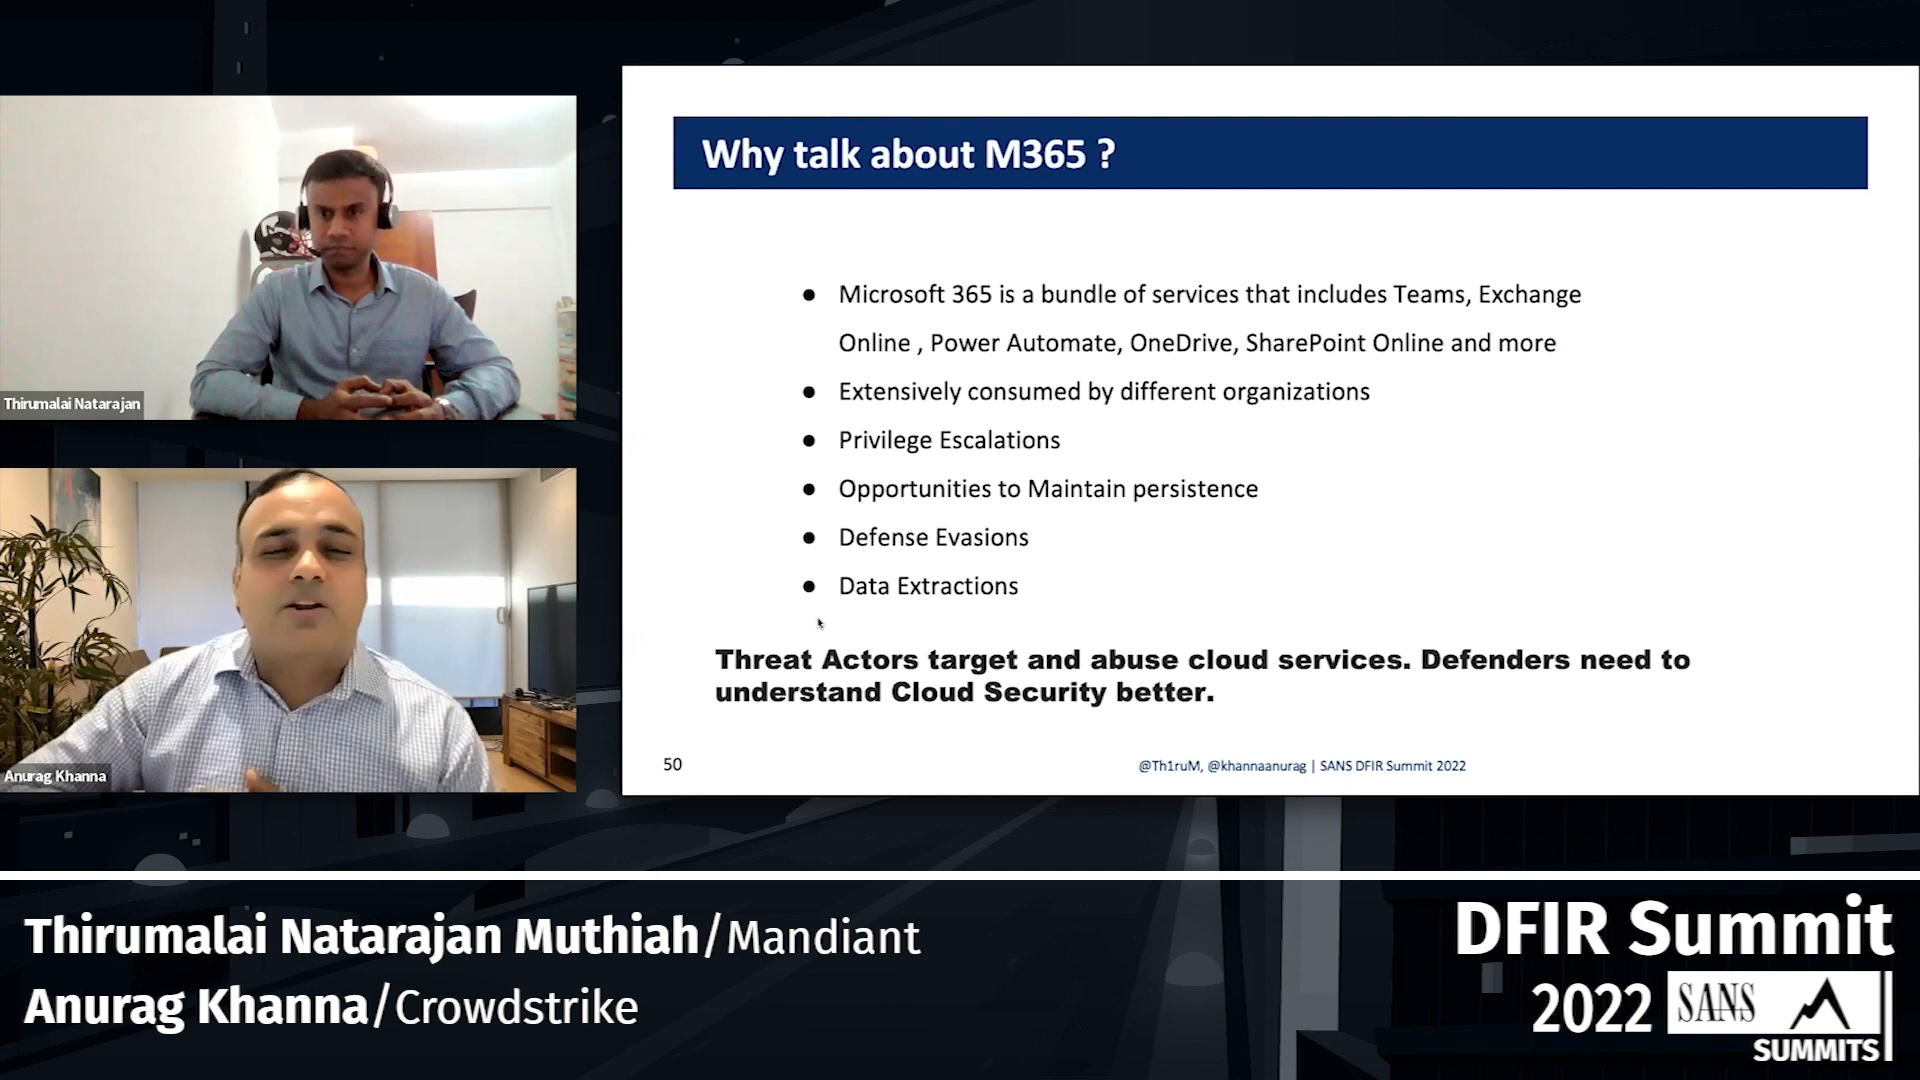 Why talk about M365 ?
● Microsoft 365 is a bundle of services that includes Teams, Exchange
Online , Power Automate, OneDrive, SharePoint Online and more
● Extensively consumed by different organizations
● Privilege Escalations
● Opportunities to Maintain persistence
● Defense Evasions
● Data Extractions
Threat Actors target and abuse cloud services. Defenders need to
understand Cloud Security better.
50
@Th1ruM, @khannaanurag | SANS DFIR Summit 2022
Thirumalai Natarajan
Anurag Khanna
Thirumalai Natarajan Muthiah/Mandiant
Anurag Khanna/Crowdstrike
DFIR Summit
2022 SANS
SUMMITS